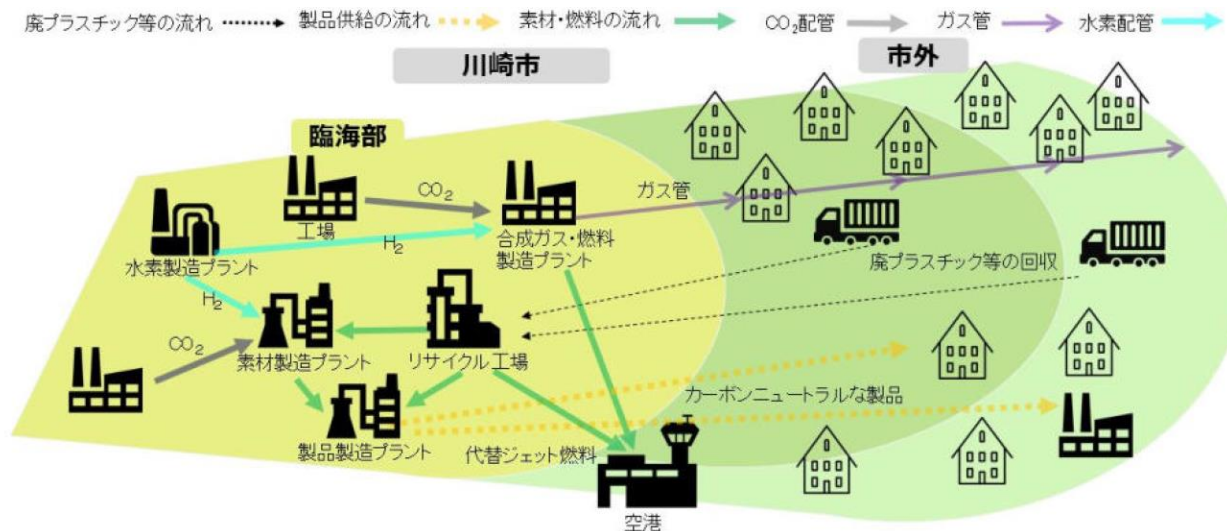 廃プラスチック等の流れ 製品供給の流れ 素材・燃料の流れ CO₂配管 ガス管 水素配管
川崎市
市外
臨海部
CO₂
ガス管
工場
H₂
合成ガス・燃料
製造プラント
水素製造プラント
廃プラスチック等の回収
H₂
CO₂
素材製造プラント
リサイクル工場
カーボンニュートラルな製品
製品製造プラント
代替ジェット燃料
空港